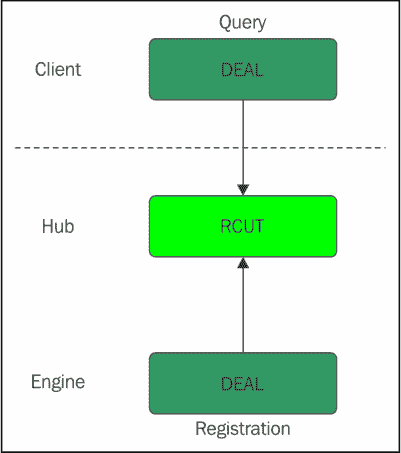 Query
Client
DEAL
Hub
RCUT
Engine
DEAL
Registration